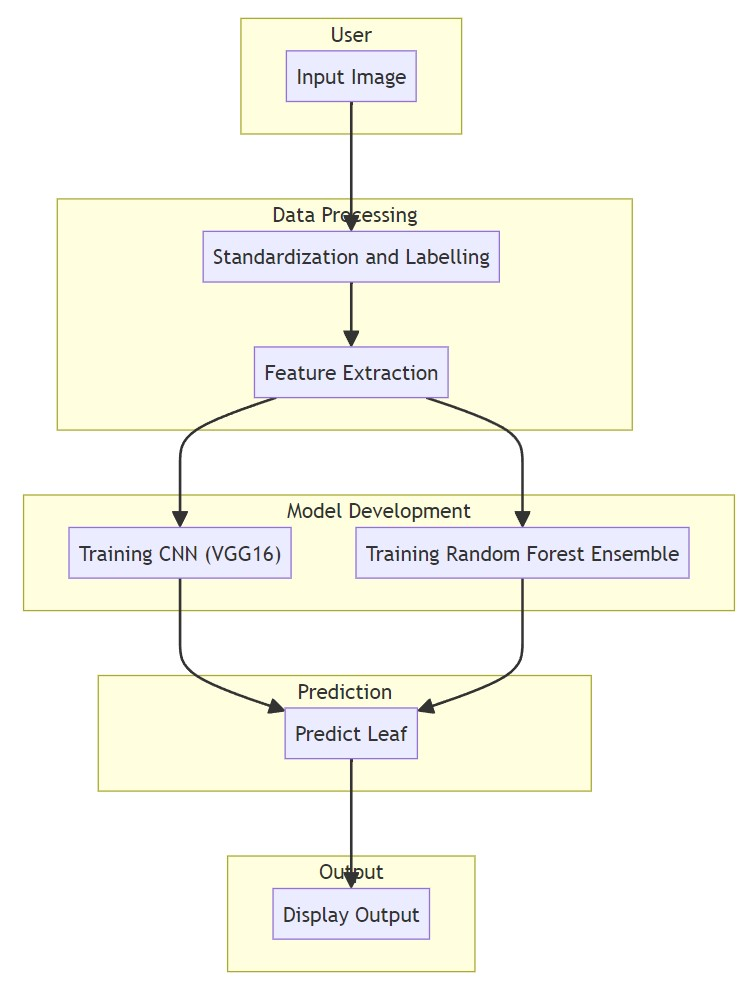 User
Input Image
Data Processing
Standardization and Labelling
Feature Extraction
Model Development
Training CNN (VGG16)
Training Random Forest Ensemble
Prediction
Predict Leaf
Output
Display Output